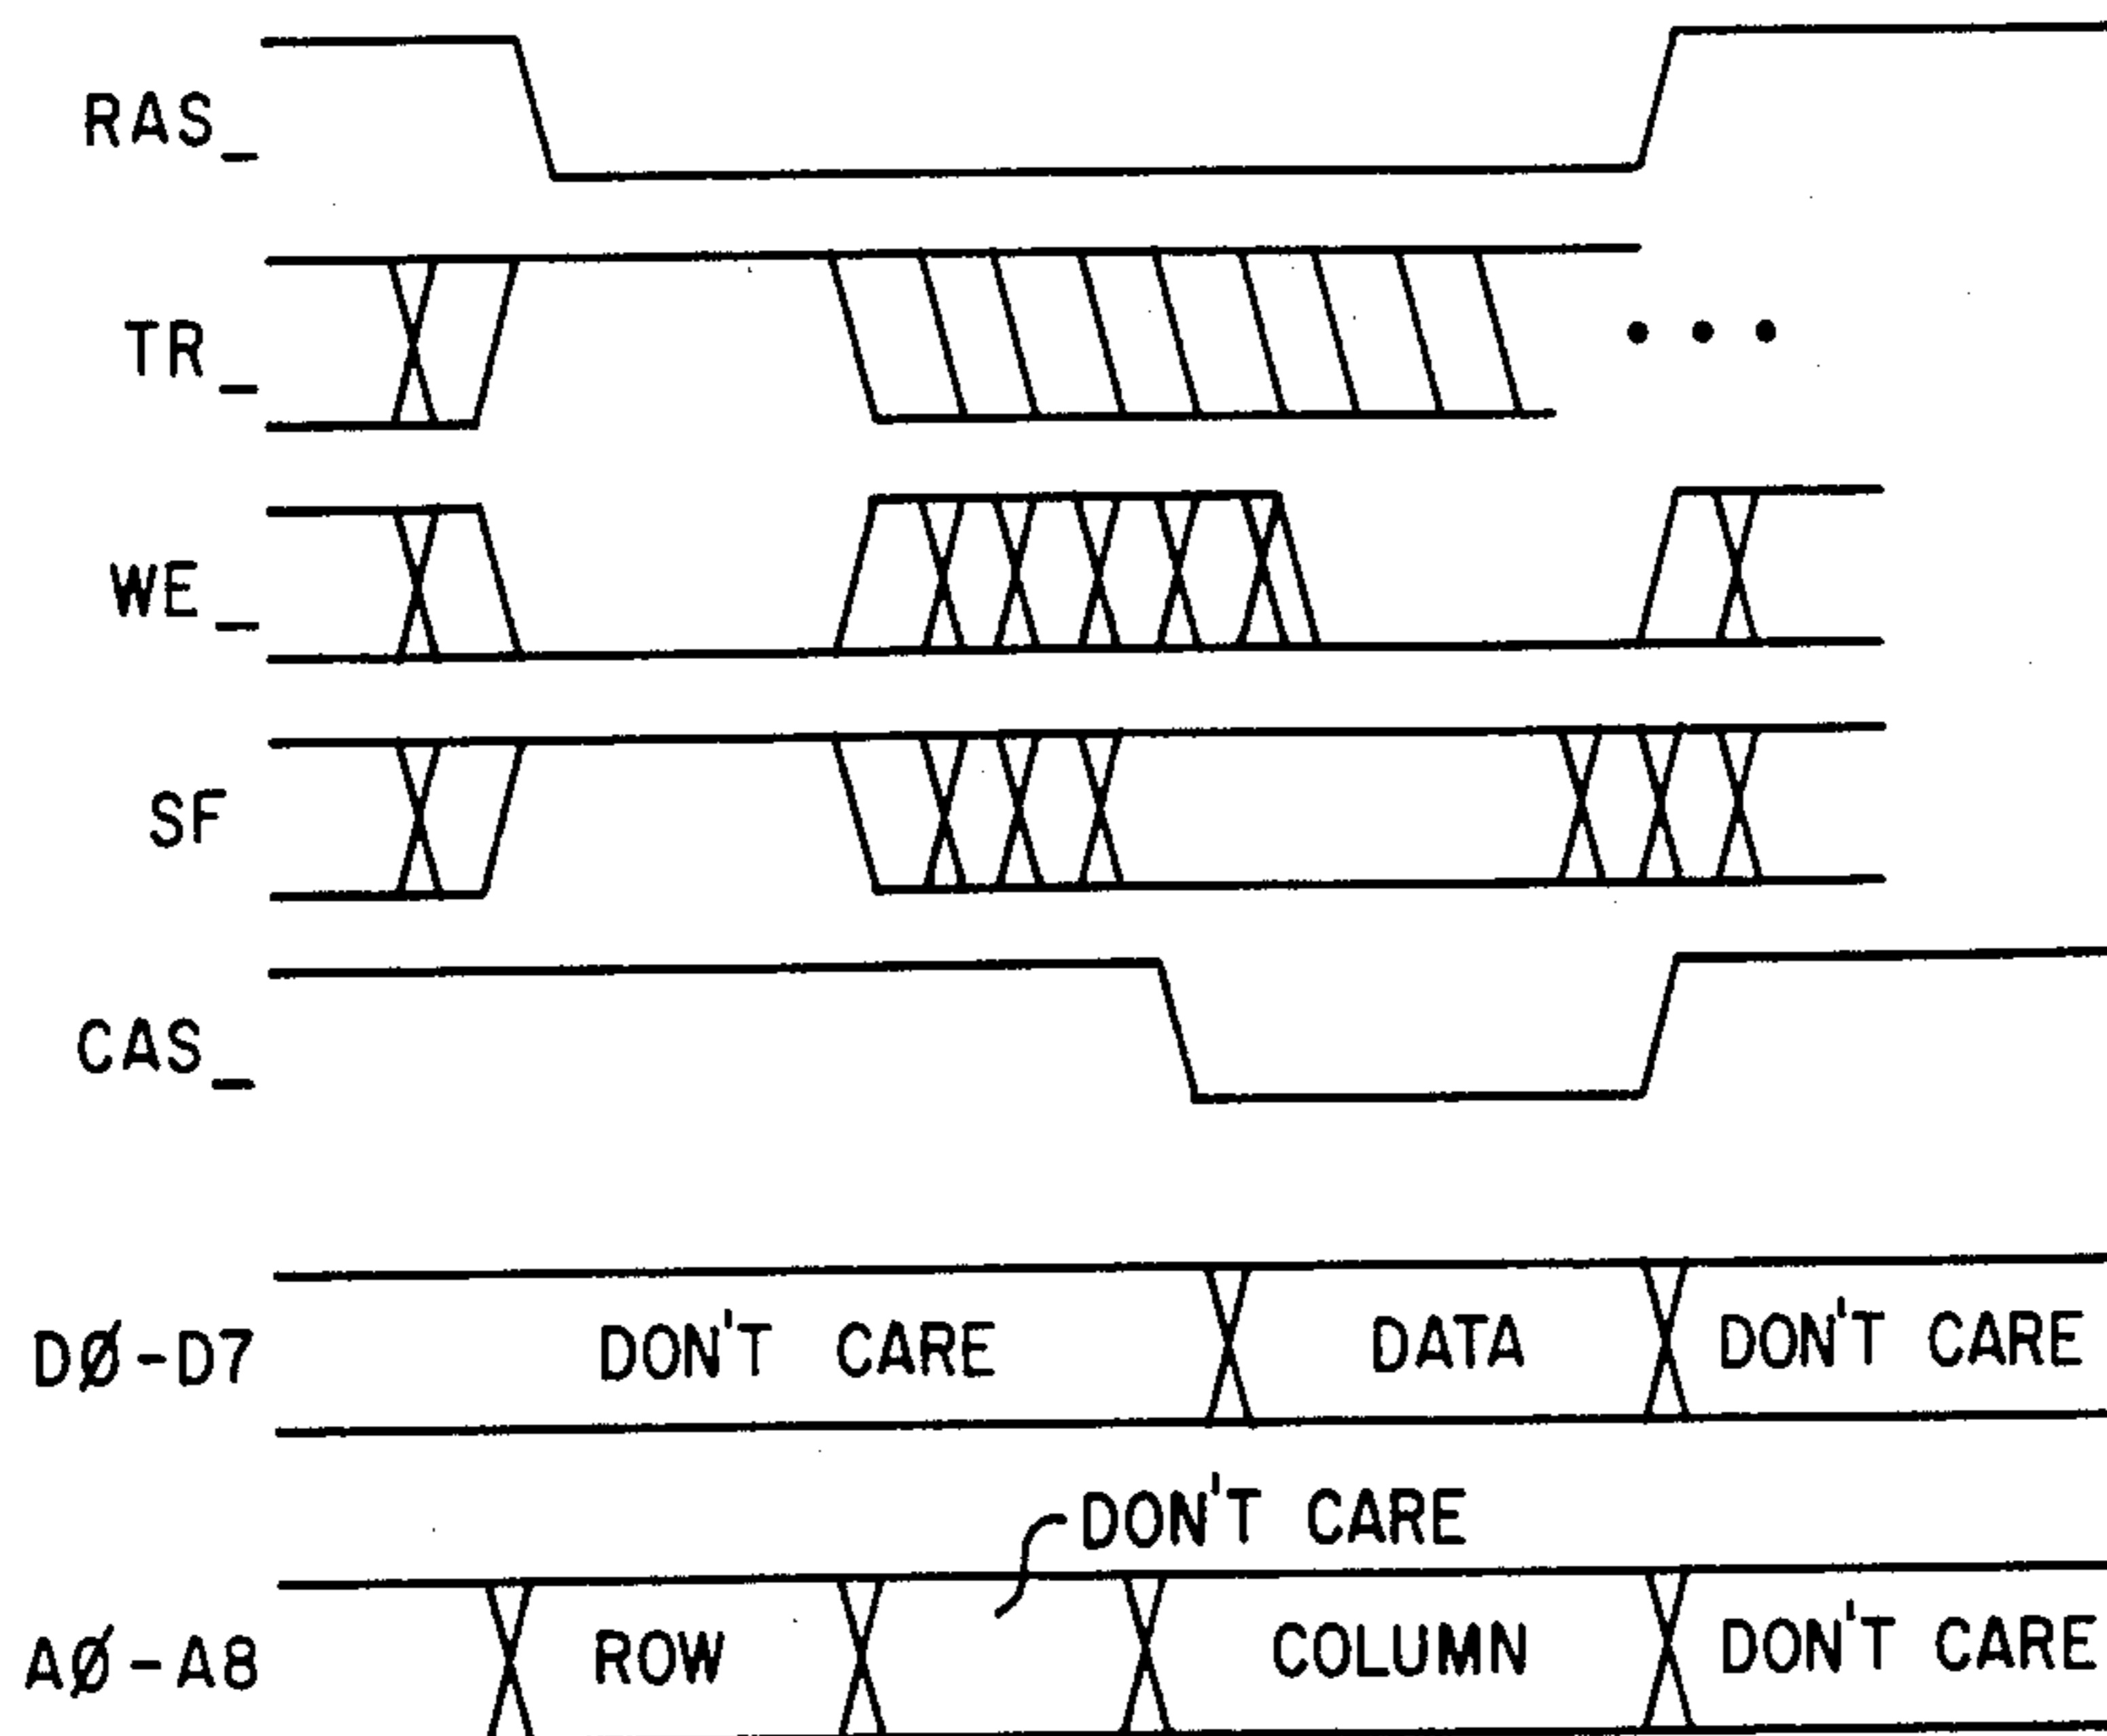 RAS_
TR_
WE_
SF
CAS_
DØ-D7 DON'T CARE DATA DON'T CARE
DON'T CARE
AØ-A8 ROW COLUMN DON'T CARE